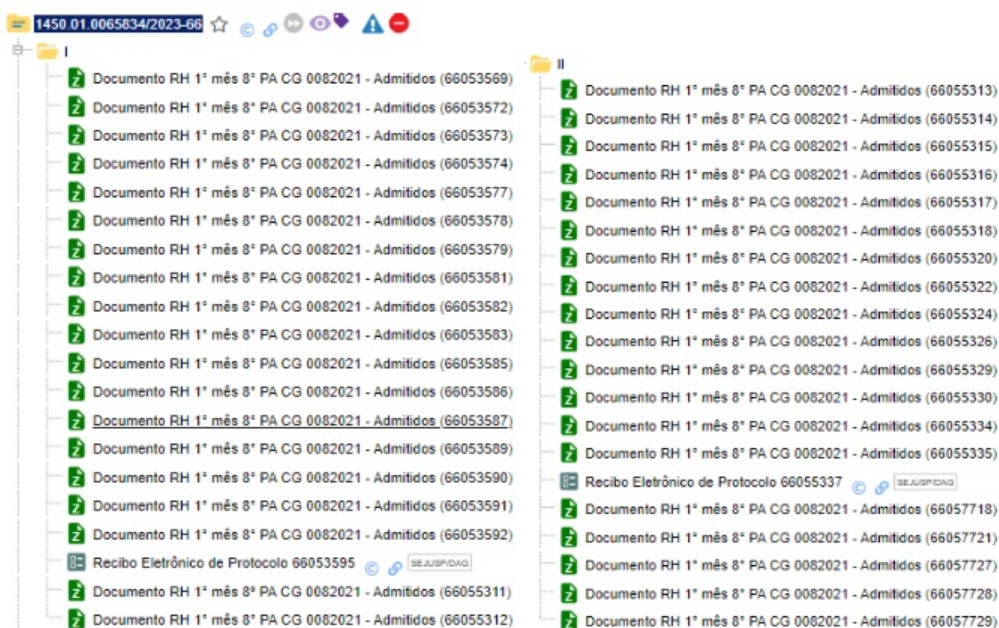 1450.01.0065834/2023-66
I
Documento RH 1° mês 8° PA CG 0082021 - Admitidos (66053569)
Documento RH 1° mês 8° PA CG 0082021 - Admitidos (66053572)
Documento RH 1° mês 8° PA CG 0082021 - Admitidos (66053573)
Documento RH 1° mês 8° PA CG 0082021 - Admitidos (66053574)
Documento RH 1° mês 8° PA CG 0082021 - Admitidos (66053577)
Documento RH 1° mês 8° PA CG 0082021 - Admitidos (66053578)
Documento RH 1° mês 8° PA CG 0082021 - Admitidos (66053579)
Documento RH 1° mês 8° PA CG 0082021 - Admitidos (66053581)
Documento RH 1° mês 8° PA CG 0082021 - Admitidos (66053582)
Documento RH 1° mês 8° PA CG 0082021 - Admitidos (66053583)
Documento RH 1° mês 8° PA CG 0082021 - Admitidos (66053585)
Documento RH 1° mês 8° PA CG 0082021 - Admitidos (66053586)
Documento RH 1° mês 8° PA CG 0082021 - Admitidos (66053587)
Documento RH 1° mês 8° PA CG 0082021 - Admitidos (66053589)
Documento RH 1° mês 8° PA CG 0082021 - Admitidos (66053590)
Documento RH 1° mês 8° PA CG 0082021 - Admitidos (66053591)
Documento RH 1° mês 8° PA CG 0082021 - Admitidos (66053592)
Recibo Eletrônico de Protocolo 66053595 SEJUSP/DAG
Documento RH 1° mês 8° PA CG 0082021 - Admitidos (66055311)
Documento RH 1° mês 8° PA CG 0082021 - Admitidos (66055312)
II
Documento RH 1° mês 8° PA CG 0082021 - Admitidos (66055313)
Documento RH 1° mês 8° PA CG 0082021 - Admitidos (66055314)
Documento RH 1° mês 8° PA CG 0082021 - Admitidos (66055315)
Documento RH 1° mês 8° PA CG 0082021 - Admitidos (66055316)
Documento RH 1° mês 8° PA CG 0082021 - Admitidos (66055317)
Documento RH 1° mês 8° PA CG 0082021 - Admitidos (66055318)
Documento RH 1° mês 8° PA CG 0082021 - Admitidos (66055320)
Documento RH 1° mês 8° PA CG 0082021 - Admitidos (66055322)
Documento RH 1° mês 8° PA CG 0082021 - Admitidos (66055324)
Documento RH 1° mês 8° PA CG 0082021 - Admitidos (66055326)
Documento RH 1° mês 8° PA CG 0082021 - Admitidos (66055329)
Documento RH 1° mês 8° PA CG 0082021 - Admitidos (66055330)
Documento RH 1° mês 8° PA CG 0082021 - Admitidos (66055334)
Documento RH 1° mês 8° PA CG 0082021 - Admitidos (66055335)
Recibo Eletrônico de Protocolo 66055337 SEJUSP/DAG
Documento RH 1° mês 8° PA CG 0082021 - Admitidos (66057718)
Documento RH 1° mês 8° PA CG 0082021 - Admitidos (66057721)
Documento RH 1° mês 8° PA CG 0082021 - Admitidos (66057727)
Documento RH 1° mês 8° PA CG 0082021 - Admitidos (66057728)
Documento RH 1° mês 8° PA CG 0082021 - Admitidos (66057729)